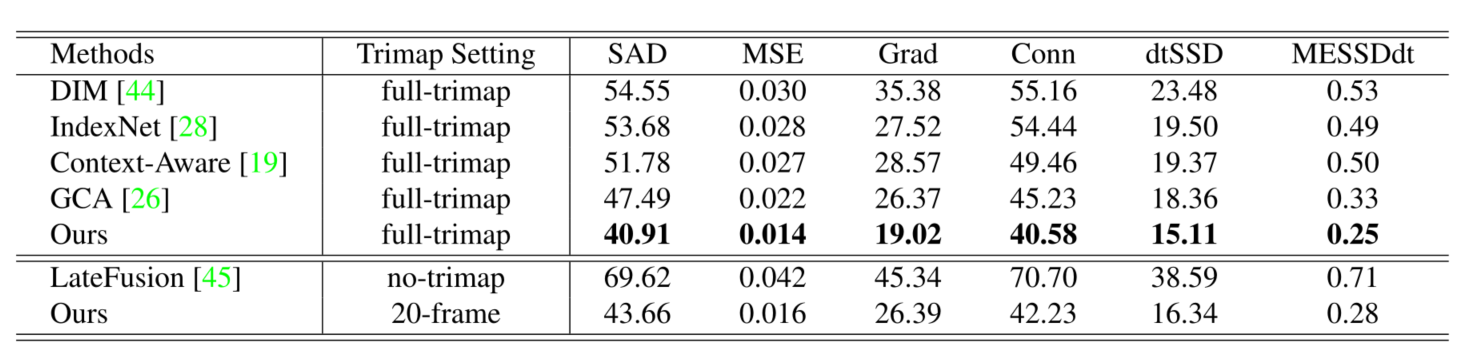 Methods Trimap Setting SAD MSE Grad Conn dtSSD MESSDdt
DIM [44] full-trimap 54.55 0.030 35.38 55.16 23.48 0.53
IndexNet [28] full-trimap 53.68 0.028 27.52 54.44 19.50 0.49
Context-Aware [19] full-trimap 51.78 0.027 28.57 49.46 19.37 0.50
GCA [26] full-trimap 47.49 0.022 26.37 45.23 18.36 0.33
Ours full-trimap 40.91 0.014 19.02 40.58 15.11 0.25
LateFusion [45] no-trimap 69.62 0.042 45.34 70.70 38.59 0.71
Ours 20-frame 43.66 0.016 26.39 42.23 16.34 0.28